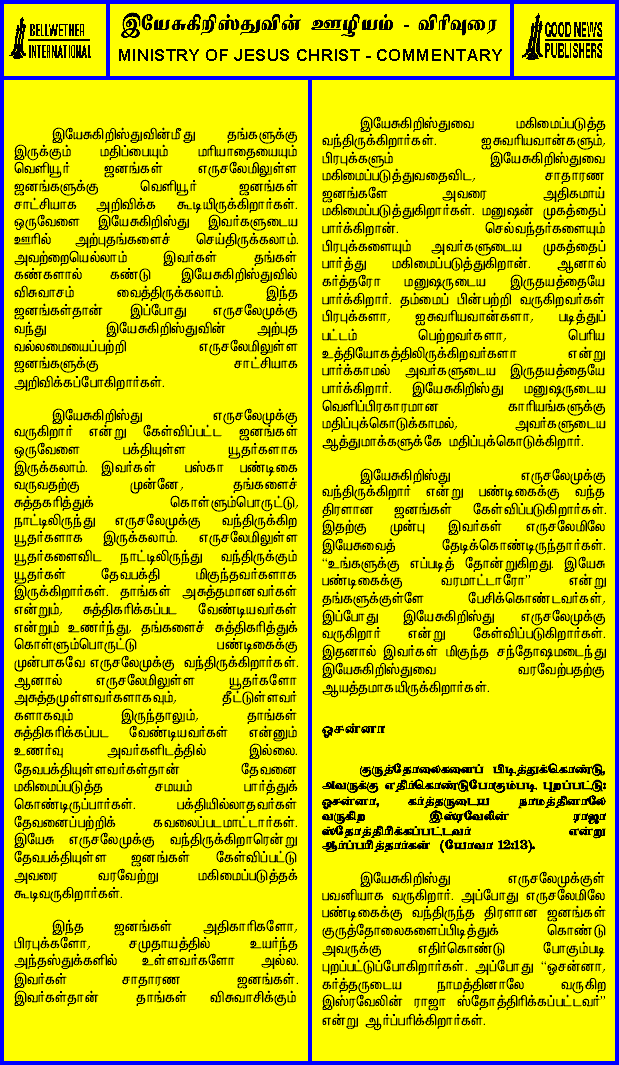 BELLWETHER
INTERNATIONAL
இயேசுகிறிஸ்துவின் ஊழியம் - விரிவுரை
MINISTRY OF JESUS CHRIST - COMMENTARY
GOOD NEWS
PUBLISHERS
இயேசுகிறிஸ்துவின்மீது தங்களுக்கு
இருக்கும் மதிப்பையும் மரியாதையையும்
வெளியூர் ஜனங்கள் எருசலேமிலுள்ள
ஜனங்களுக்கு வெளியூர் ஜனங்கள்
சாட்சியாக அறிவிக்க கூடியிருக்கிறார்கள்.
ஒருவேளை இயேசுகிறிஸ்து இவர்களுடைய
ஊரில் அற்புதங்களைச் செய்திருக்கலாம்.
அவற்றையெல்லாம் இவர்கள் தங்கள்
கண்களால் கண்டு இயேசுகிறிஸ்துவில்
விசுவாசம் வைத்திருக்கலாம். இந்த
ஜனங்கள்தான் இப்போது எருசலேமுக்கு
வந்து இயேசுகிறிஸ்துவின் அற்புத
வல்லமையைப்பற்றி எருசலேமிலுள்ள
ஜனங்களுக்கு சாட்சியாக
அறிவிக்கப்போகிறார்கள்.
இயேசுகிறிஸ்து எருசலேமுக்கு
வருகிறார் என்று கேள்விப்பட்ட ஜனங்கள்
ஒருவேளை பக்தியுள்ள யூதர்களாக
இருக்கலாம். இவர்கள் பஸ்கா பண்டிகை
வருவதற்கு முன்னே, தங்களைச்
சுத்தகரித்துக் கொள்ளும்பொருட்டு,
நாட்டிலிருந்து எருசலேமுக்கு வந்திருக்கிற
யூதர்களாக இருக்கலாம். எருசலேமிலுள்ள
யூதர்களைவிட நாட்டிலிருந்து வந்திருக்கும்
யூதர்கள் தேவபக்தி மிகுந்தவர்களாக
இருக்கிறார்கள். தாங்கள் அசுத்தமானவர்கள்
என்றும், சுத்திகரிக்கப்பட வேண்டியவர்கள்
என்றும் உணர்ந்து, தங்களைச் சுத்திகரித்துக்
கொள்ளும்பொருட்டு பண்டிகைக்கு
முன்பாகவே எருசலேமுக்கு வந்திருக்கிறார்கள்.
ஆனால் எருசலேமிலுள்ள யூதர்களோ
அசுத்தமுள்ளவர்களாகவும், தீட்டுள்ளவர்
களாகவும் இருந்தாலும், தாங்கள்
சுத்திகரிக்கப்பட வேண்டியவர்கள் என்னும்
உணர்வு அவர்களிடத்தில் இல்லை.
தேவபக்தியுள்ளவர்கள்தான் தேவனை
மகிமைப்படுத்த சமயம் பார்த்துக்
கொண்டிருப்பார்கள். பக்தியில்லாதவர்கள்
தேவனைப்பற்றிக் கவலைப்படமாட்டார்கள்.
இயேசு எருசலேமுக்கு வந்திருக்கிறாரென்று
தேவபக்தியுள்ள ஜனங்கள் கேள்விப்பட்டு
அவரை வரவேற்று மகிமைப்படுத்தக்
கூடிவருகிறார்கள்.
இந்த ஜனங்கள் அதிகாரிகளோ,
பிரபுக்களோ, சமுதாயத்தில் உயர்ந்த
அந்தஸ்துக்களில் உள்ளவர்களோ அல்ல.
இவர்கள் சாதாரண ஜனங்கள்.
இவர்கள்தான் தாங்கள் விசுவாசிக்கும்
இயேசுகிறிஸ்துவை மகிமைப்படுத்த
வந்திருக்கிறார்கள். ஐசுவரியவான்களும்,
பிரபுக்களும் இயேசுகிறிஸ்துவை
மகிமைப்படுத்துவதைவிட, சாதாரண
ஜனங்களே அவரை அதிகமாய்
மகிமைப்படுத்துகிறார்கள். மனுஷன் முகத்தைப்
பார்க்கிறான். செல்வந்தர்களையும்
பிரபுக்களையும் அவர்களுடைய முகத்தைப்
பார்த்து மகிமைப்படுத்துகிறான். ஆனால்
கர்த்தரோ மனுஷருடைய இருதயத்தையே
பார்க்கிறார். தம்மைப் பின்பற்றி வருகிறவர்கள்
பிரபுக்களா, ஐசுவரியவான்களா, படித்துப்
பட்டம் பெற்றவர்களா, பெரிய
உத்தியோகத்திலிருக்கிறவர்களா என்று
பார்க்காமல் அவர்களுடைய இருதயத்தையே
பார்க்கிறார். இயேசுகிறிஸ்து மனுஷருடைய
வெளிப்பிரகாரமான காரியங்களுக்கு
மதிப்புக்கொடுக்காமல், அவர்களுடைய
ஆத்துமாக்களுக்கே மதிப்புக்கொடுக்கிறார்.
இயேசுகிறிஸ்து எருசலேமுக்கு
வந்திருக்கிறார் என்று பண்டிகைக்கு வந்த
திரளான ஜனங்கள் கேள்விப்படுகிறார்கள்.
இதற்கு முன்பு இவர்கள் எருசலேமிலே
இயேசுவைத் தேடிக்கொண்டிருந்தார்கள்.
“உங்களுக்கு எப்படித் தோன்றுகிறது. இயேசு
பண்டிகைக்கு வரமாட்டாரோ” என்று
தங்களுக்குள்ளே பேசிக்கொண்டவர்கள்,
இப்போது இயேசுகிறிஸ்து எருசலேமுக்கு
வருகிறார் என்று கேள்விப்படுகிறார்கள்.
இதனால் இவர்கள் மிகுந்த சந்தோஷமடைந்து
இயேசுகிறிஸ்துவை வரவேற்பதற்கு
ஆயத்தமாகயிருக்கிறார்கள்.
ஓசன்னா
குருத்தோலைகளைப் பிடித்துக்கொண்டு,
அவருக்கு எதிர்கொண்டுபோகும்படி புறப்பட்டு:
ஓசன்னா, கர்த்தருடைய நாமத்தினாலே
வருகிற இஸ்ரவேலின் ராஜா
ஸ்தோத்திரிக்கப்பட்டவர் என்று
ஆர்ப்பரித்தார்கள் (யோவா 12:13).
இயேசுகிறிஸ்து எருசலேமுக்குள்
பவனியாக வருகிறார். அப்போது எருசலேமிலே
பண்டிகைக்கு வந்திருந்த திரளான ஜனங்கள்
குருத்தோலைகளைப்பிடித்துக் கொண்டு
அவருக்கு எதிர்கொண்டு போகும்படி
புறப்பட்டுப்போகிறார்கள். அப்போது “ஓசன்னா,
கர்த்தருடைய நாமத்தினாலே வருகிற
இஸ்ரவேலின் ராஜா ஸ்தோத்திரிக்கப்பட்டவர்”
என்று ஆர்ப்பரிக்கிறார்கள்.